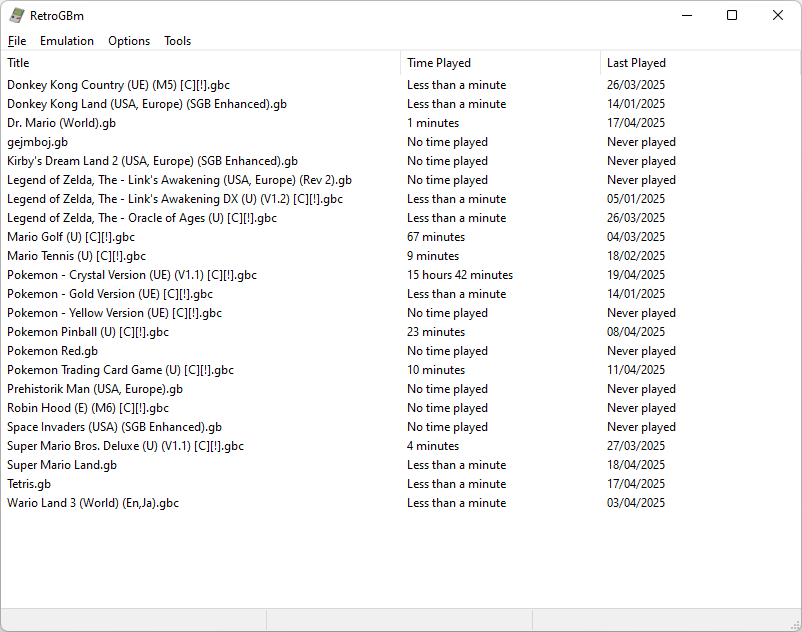 RetroGBm
File Emulation Options Tools
Title Time Played Last Played
Donkey Kong Country (UE) (M5) [C][!].gbc Less than a minute 26/03/2025
Donkey Kong Land (USA, Europe) (SGB Enhanced).gb Less than a minute 14/01/2025
Dr. Mario (World).gb 1 minutes 17/04/2025
gejmboj.gb No time played Never played
Kirby's Dream Land 2 (USA, Europe) (SGB Enhanced).gb No time played Never played
Legend of Zelda, The - Link's Awakening (USA, Europe) (Rev 2).gb No time played Never played
Legend of Zelda, The - Link's Awakening DX (U) (V1.2) [C][!].gbc Less than a minute 05/01/2025
Legend of Zelda, The - Oracle of Ages (U) [C][!].gbc Less than a minute 26/03/2025
Mario Golf (U) [C][!].gbc 67 minutes 04/03/2025
Mario Tennis (U) [C][!].gbc 9 minutes 18/02/2025
Pokemon - Crystal Version (UE) (V1.1) [C][!].gbc 15 hours 42 minutes 19/04/2025
Pokemon - Gold Version (UE) [C][!].gbc Less than a minute 14/01/2025
Pokemon - Yellow Version (UE) [C][!].gbc No time played Never played
Pokemon Pinball (U) [C][!].gbc 23 minutes 08/04/2025
Pokemon Red.gb No time played Never played
Pokemon Trading Card Game (U) [C][!].gbc 10 minutes 11/04/2025
Prehistorik Man (USA, Europe).gb No time played Never played
Robin Hood (E) (M6) [C][!].gbc No time played Never played
Space Invaders (USA) (SGB Enhanced).gb No time played Never played
Super Mario Bros. Deluxe (U) (V1.1) [C][!].gbc 4 minutes 27/03/2025
Super Mario Land.gb Less than a minute 18/04/2025
Tetris.gb Less than a minute 17/04/2025
Wario Land 3 (World) (En,Ja).gbc Less than a minute 03/04/2025